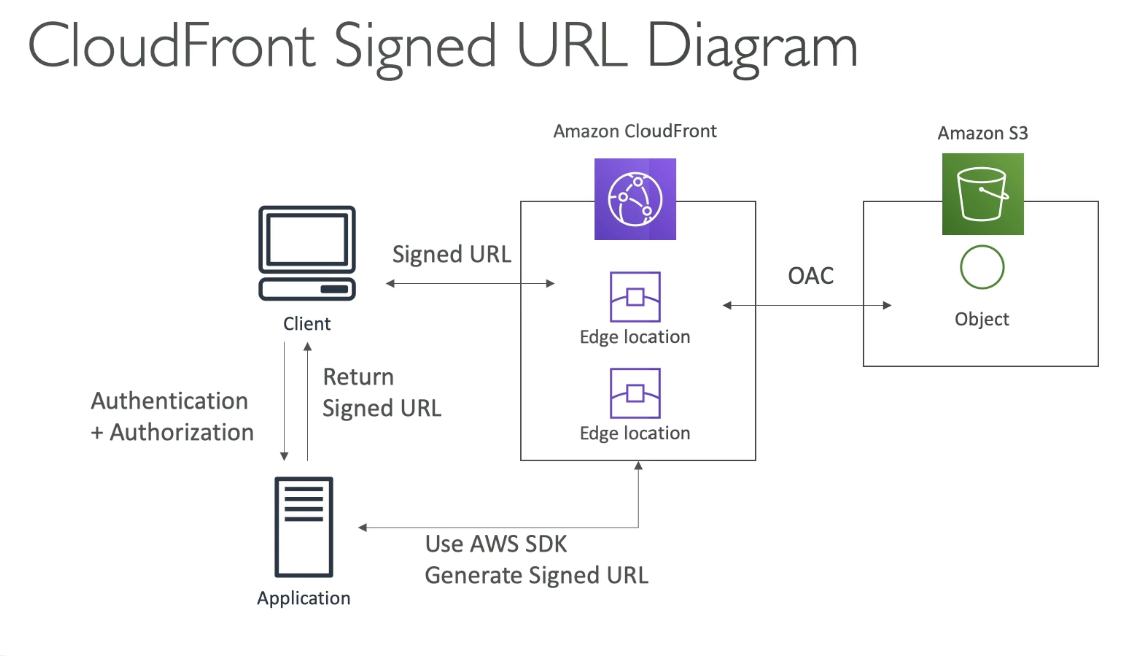 CloudFront Signed URL Diagram
Amazon CloudFront
Amazon S3
Signed URL
OAC
Client
Edge location
Object
Return
Signed URL
Authentication
+ Authorization
Edge location
Use AWS SDK
Generate Signed URL
Application